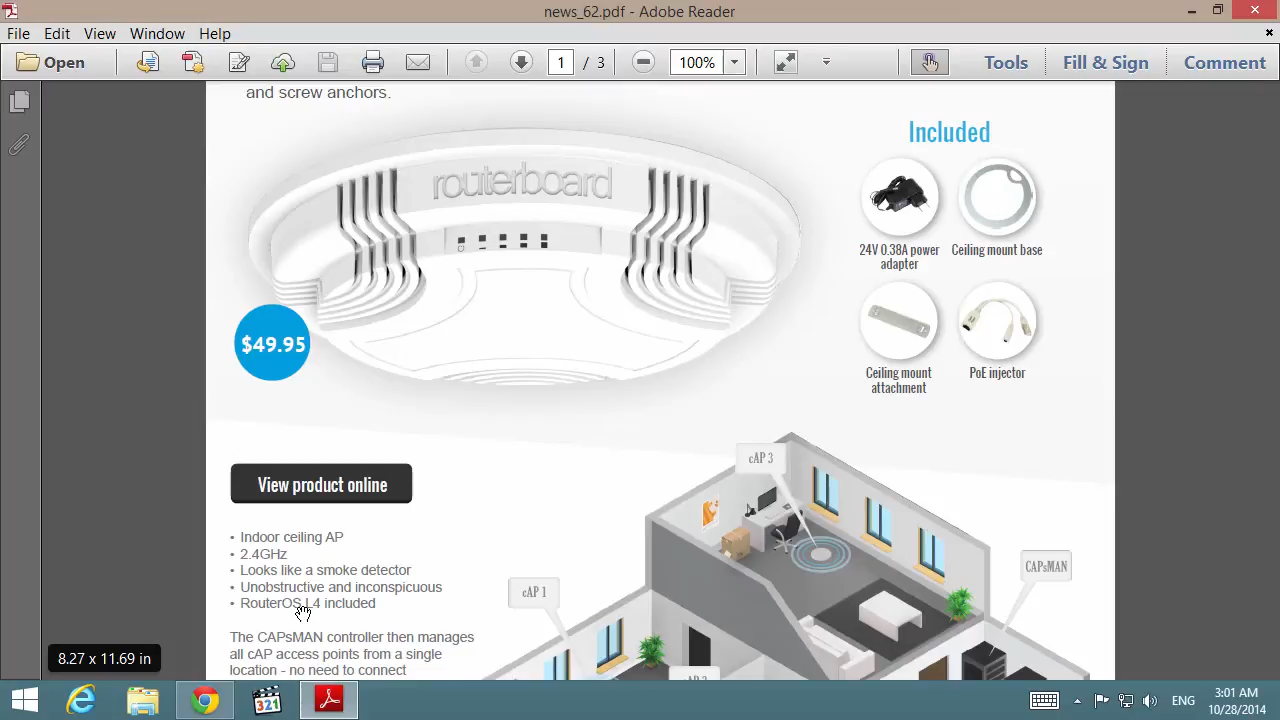 news_62.pdf - Adobe Reader
File Edit View Window Help
Open 1 / 3 100% Tools Fill & Sign Comment
and screw anchors.
routerboard
Included
24V 0.38A power
adapter
Ceiling mount base
$49.95
Ceiling mount
attachment
PoE injector
View product online
• Indoor ceiling AP
• 2.4GHz
• Looks like a smoke detector
• Unobstructive and inconspicuous
• RouterOS L4 included
The CAPsMAN controller then manages
all cAP access points from a single
location - no need to connect
cAP 3
CAPsMAN
cAP 1
cAP 2
8.27 x 11.69 in
321
ENG
3:01 AM
10/28/2014